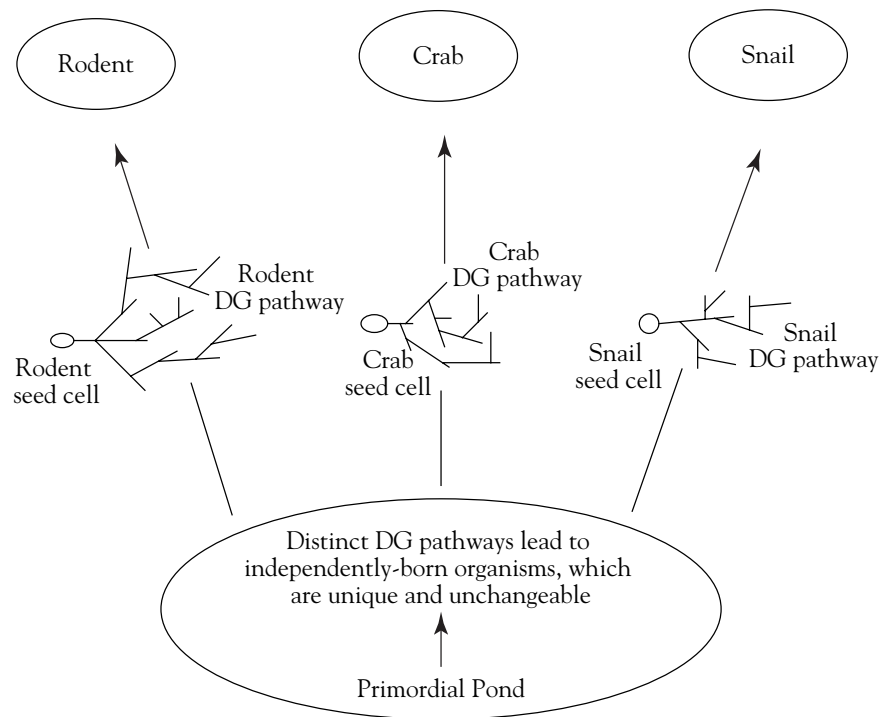 Rodent
Crab
Snail
Rodent
DG pathway
Rodent
seed cell
Crab
DG pathway
Crab
seed cell
Snail
seed cell
Snail
DG pathway
Distinct DG pathways lead to
independently-born organisms, which
are unique and unchangeable
Primordial Pond